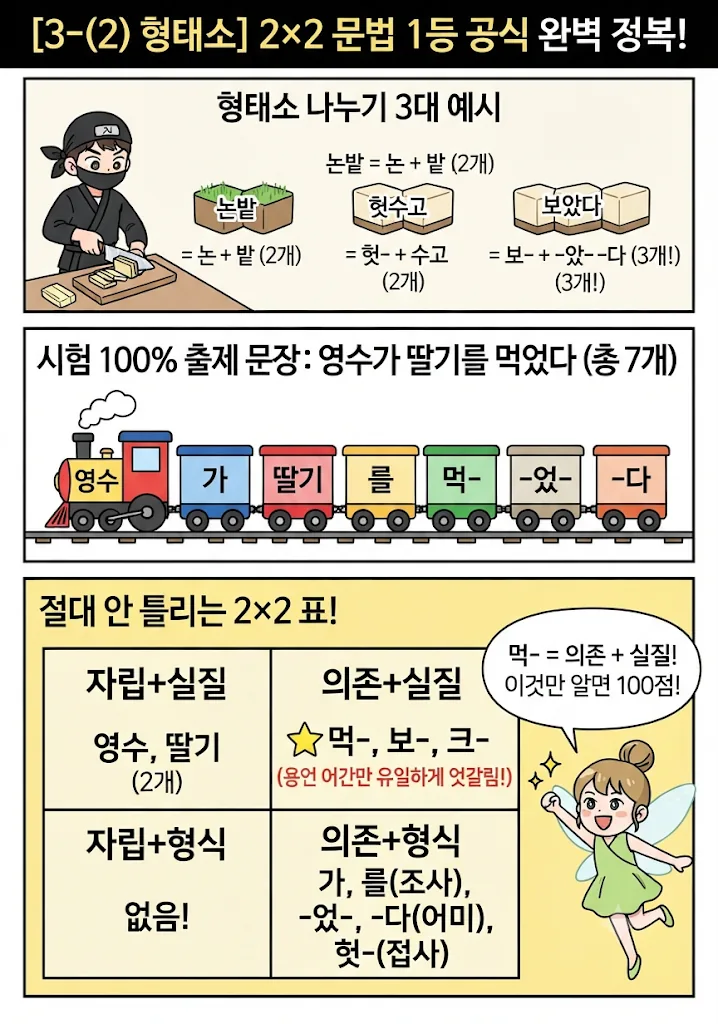 [3-(2) 형태소] 2×2 문법 1등 공식 완벽 정복!
형태소 나누기 3대 예시
논밭 = 논 + 밭 (2개)
논밭
= 논 + 밭 (2개)
헛수고
= 헛- + 수고
(2개)
보았다
= 보- + -았- -다 (3개!)
(3개!)
시험 100% 출제 문장: 영수가 딸기를 먹었다 (총 7개)
영수 가 딸기 를 먹- -었- -다
절대 안 틀리는 2×2 표!
먹- = 의존 + 실질!
이것만 알면 100점!
자립+실질
영수, 딸기
(2개)
의존+실질
먹-, 보-, 크-
(용언 어간만 유일하게 엇갈림!)
자립+형식
없음!
의존+형식
가, 를(조사),
-었-, -다(어미),
헛-(접사)